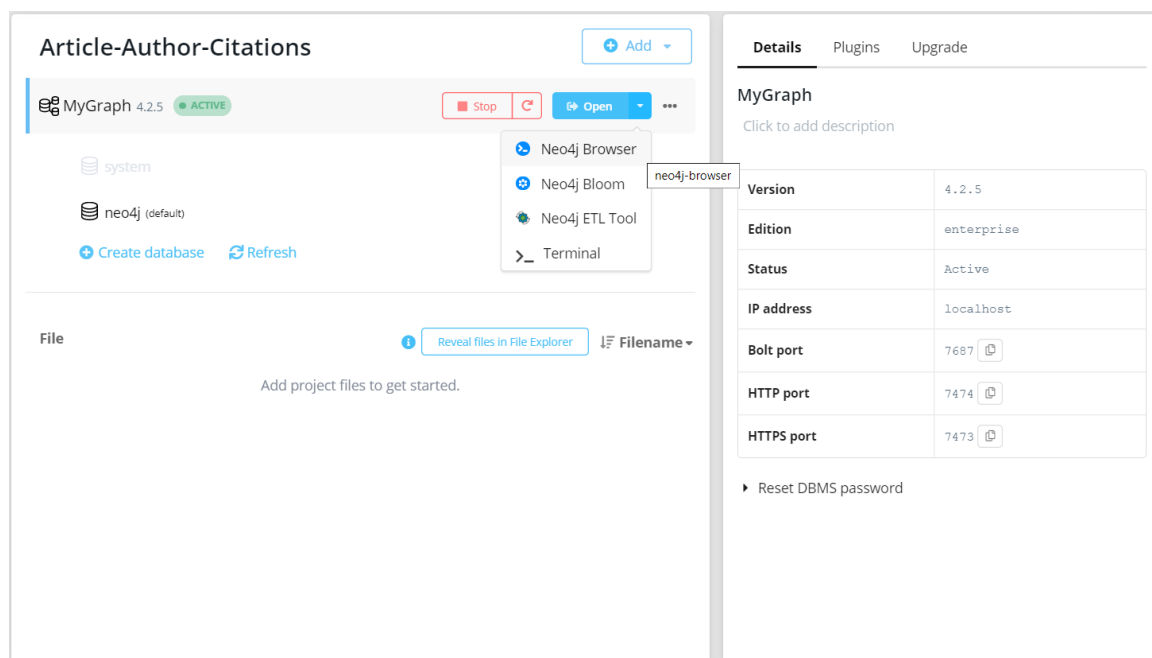 Article-Author-Citations
Add
MyGraph 4.2.5 ACTIVE
Stop
Open
Neo4j Browser
neo4j-browser
Neo4j Bloom
Neo4j ETL Tool
Terminal
system
neo4j (default)
Create database
Refresh
File
Reveal files in File Explorer
Filename
Add project files to get started.
Details Plugins Upgrade
MyGraph
Click to add description
Version 4.2.5
Edition enterprise
Status Active
IP address localhost
Bolt port 7687
HTTP port 7474
HTTPS port 7473
Reset DBMS password